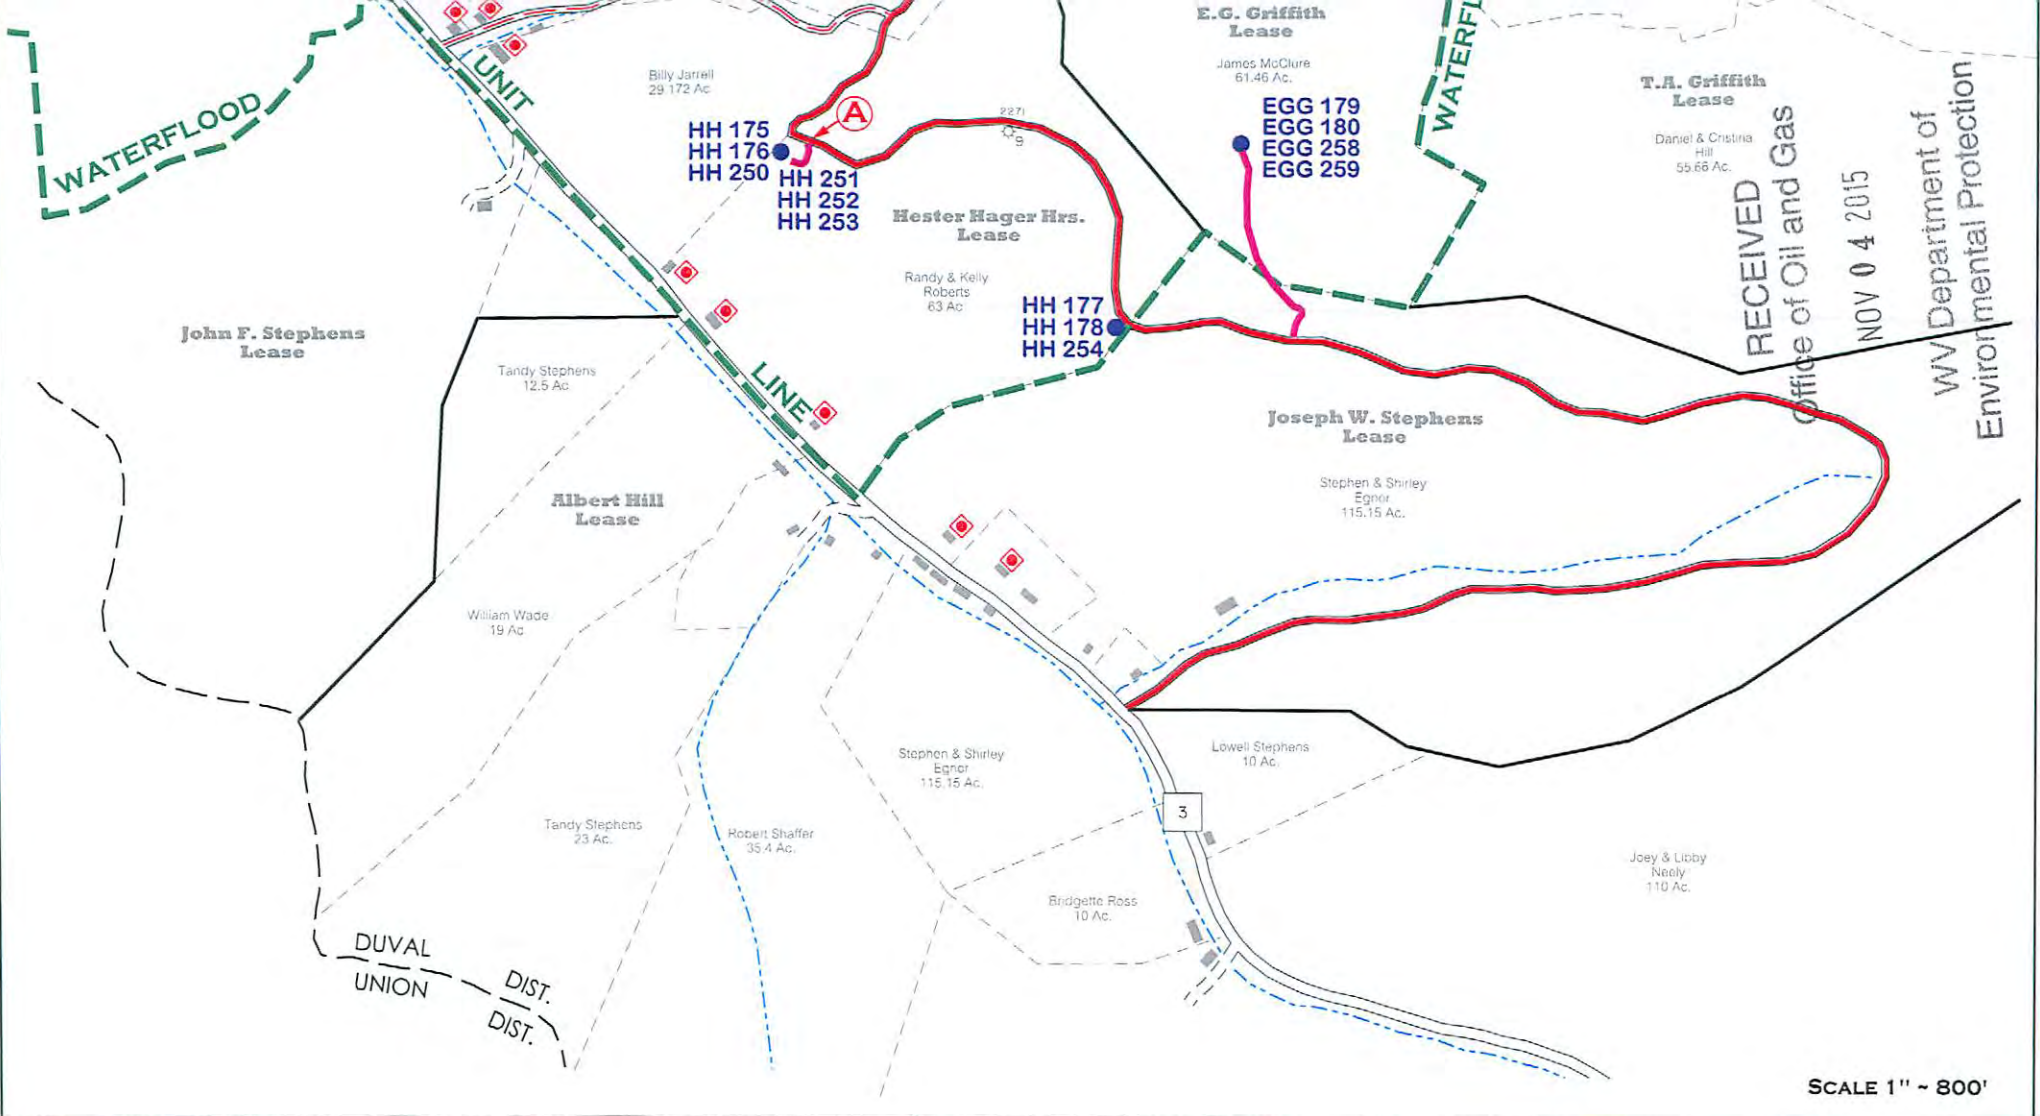 E.G. Griffith
Lease
James McClure
61.46 Ac.
WATERFL
UNIT
Billy Jarrell
29.172 Ac
T.A. Griffith
Lease
Daniel & Cristina
Hill
55.66 Ac.
WATERFLOOD
A
HH 175
HH 176
HH 250
HH 251
HH 252
HH 253
9
EGG 179
EGG 180
EGG 258
EGG 259
RECEIVED
Office of Oil and Gas
NOV 04 2015
WV Department of
Environmental Protection
Hester Hager Hrs.
Lease
Randy & Kelly
Roberts
63 Ac
HH 177
HH 178
HH 254
John F. Stephens
Lease
Tandy Stephens
12.5 Ac
LINE
Joseph W. Stephens
Lease
Stephen & Shirley
Egnor
115.15 Ac.
Albert Hill
Lease
William Wade
19 Ac
Stephen & Shirley
Egnor
115.15 Ac.
Lowell Stephens
10 Ac.
3
Tandy Stephens
23 Ac.
Robert Shaffer
35.4 Ac.
Joey & Libby
Neely
110 Ac.
Bridgette Ross
10 Ac.
DUVAL DIST.
UNION DIST.
SCALE 1" ~ 800'